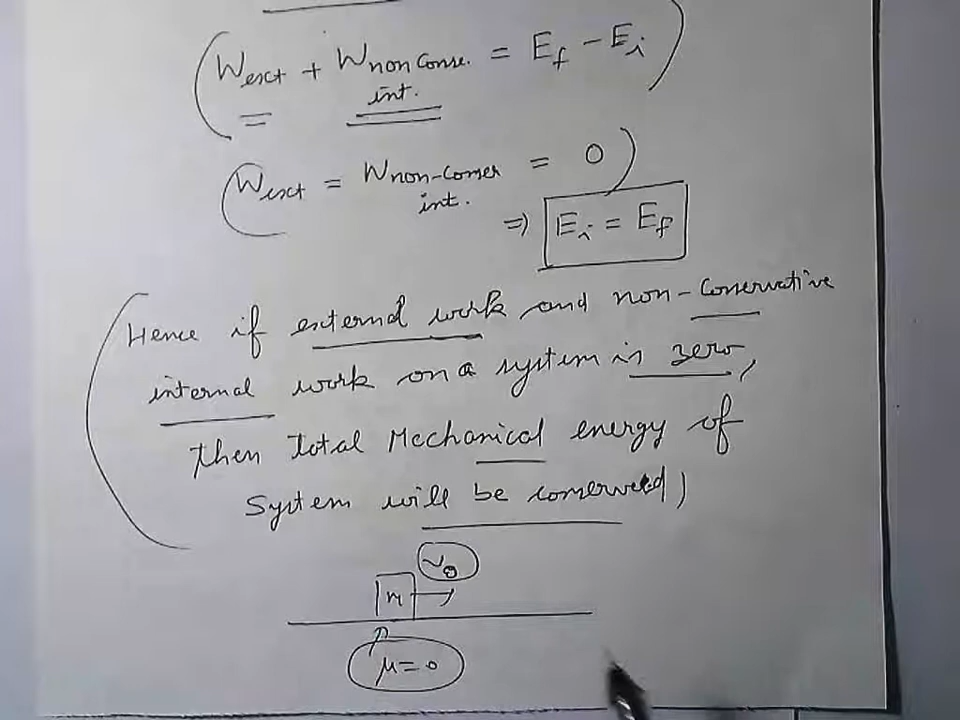 (Wext + Wnon Conse. = Ef - Ei)
int.
(Wext = Wnon-conser = 0)
int.
⇒ Ei = Ef
(Hence if external work and non-Conservative
internal work on a system is zero,
then total Mechanical energy of
System will be conserved)
v0
m
μ=0